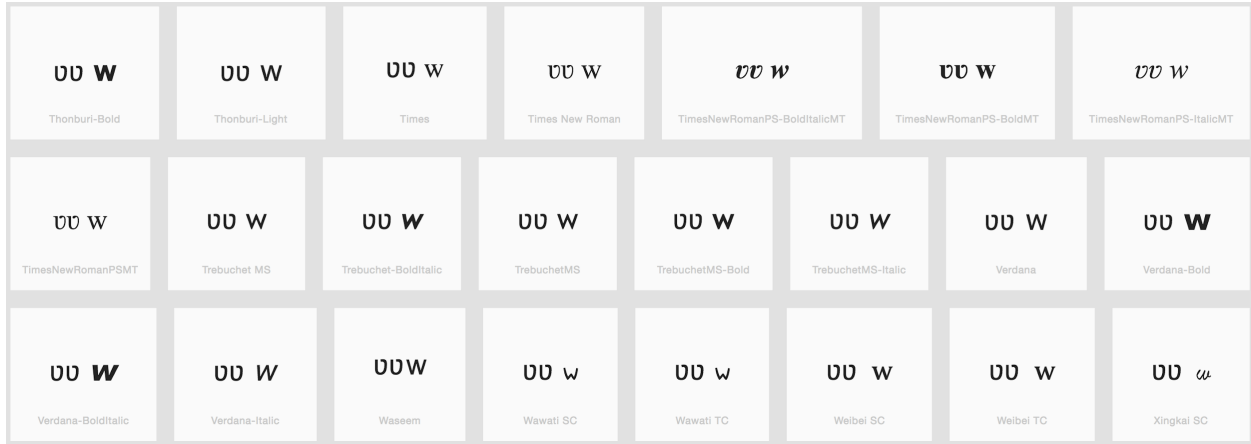 ʋʋ w ʋʋ w ʋʋ w ʋʋ w ʋʋ w ʋʋ w ʋʋ w
Thonburi-Bold Thonburi-Light Times Times New Roman TimesNewRomanPS-BoldItalicMT TimesNewRomanPS-BoldMT TimesNewRomanPS-ItalicMT
ʋʋ w ʋʋ w ʋʋ w ʋʋ w ʋʋ w ʋʋ w ʋʋ w ʋʋ w
TimesNewRomanPSMT Trebuchet MS Trebuchet-BoldItalic TrebuchetMS TrebuchetMS-Bold TrebuchetMS-Italic Verdana Verdana-Bold
ʋʋ w ʋʋ w ʋʋ w ʋʋ w ʋʋ w ʋʋ w ʋʋ w ʋʋ w
Verdana-BoldItalic Verdana-Italic Waseem Wawati SC Wawati TC Weibei SC Weibei TC Xingkai SC